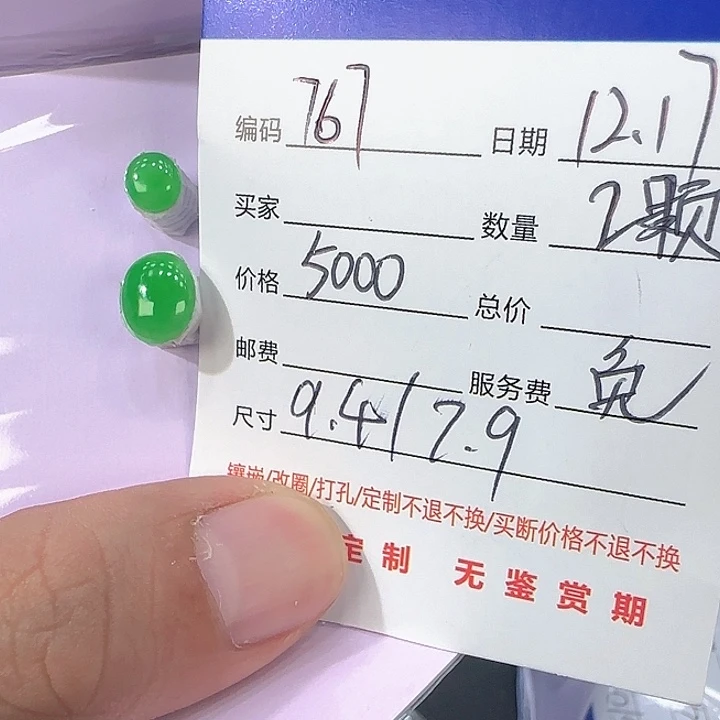 编码 767 日期 12.17
买家 数量 2颗
价格 5000 总价
邮费 服务费 免
尺寸 9.4/7.9
镶嵌/改圈/打孔/定制不退不换/买断价格不退不换
定制 无鉴赏期